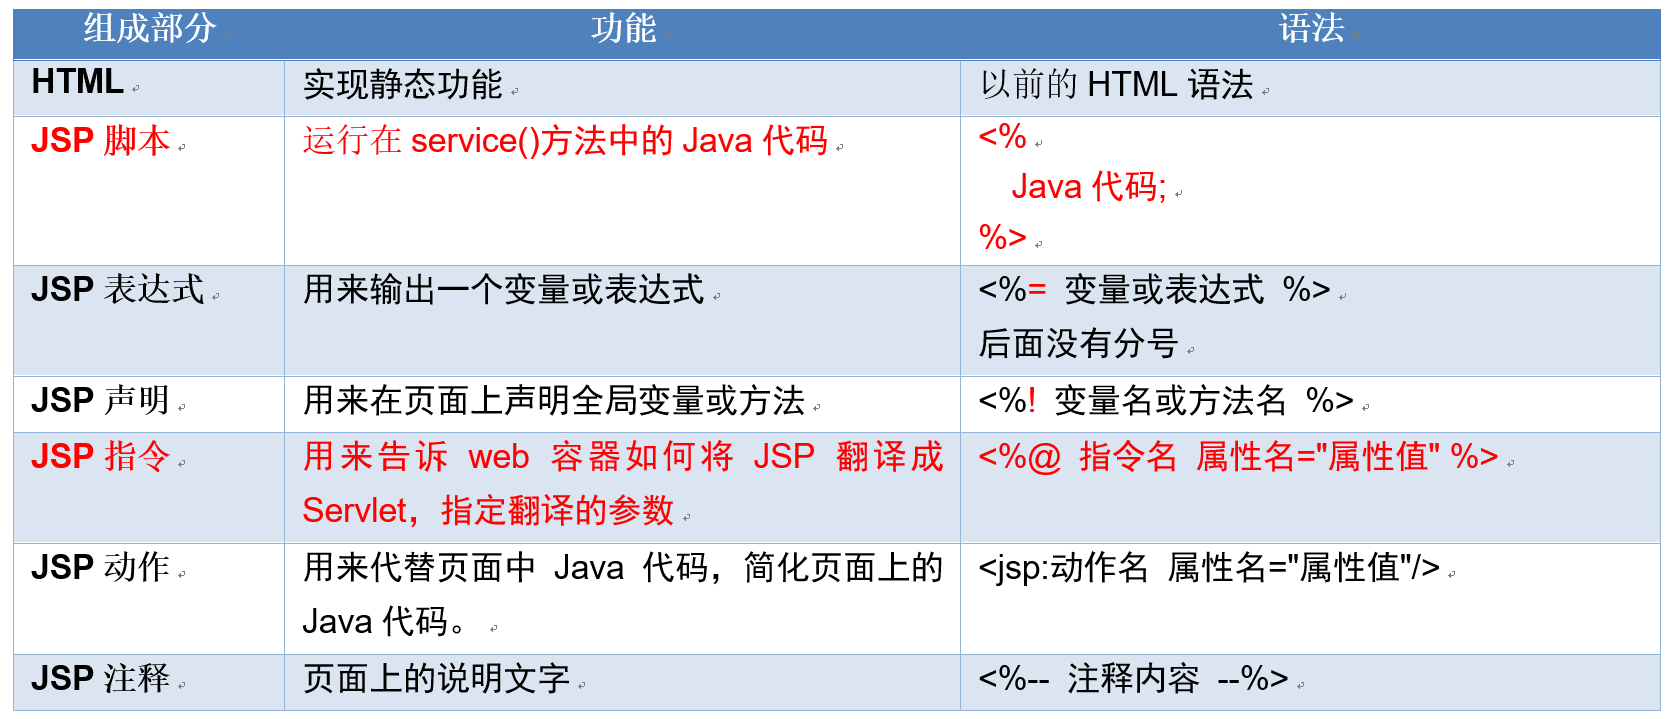 组成部分 功能 语法
HTML 实现静态功能 以前的 HTML 语法
JSP 脚本 运行在 service()方法中的 Java 代码 <%
Java 代码;
%>
JSP 表达式 用来输出一个变量或表达式 <%= 变量或表达式 %>
后面没有分号
JSP 声明 用来在页面上声明全局变量或方法 <%! 变量名或方法名 %>
JSP 指令 用来告诉 web 容器如何将 JSP 翻译成 <%@ 指令名 属性名="属性值" %>
Servlet，指定翻译的参数
JSP 动作 用来代替页面中 Java 代码，简化页面上的 <jsp:动作名 属性名="属性值"/>
Java 代码。
JSP 注释 页面上的说明文字 <%-- 注释内容 --%>